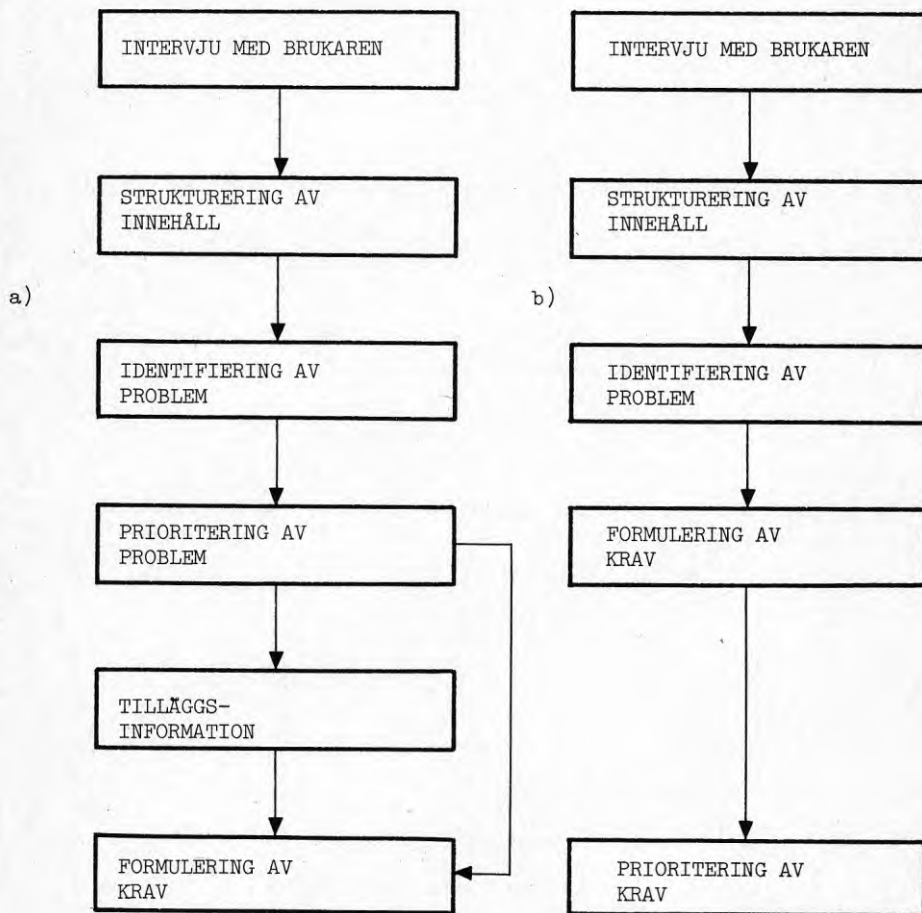 a)
INTERVJU MED BRUKAREN
STRUKTURERING AV
INNEHÅLL
IDENTIFIERING AV
PROBLEM
PRIORITERING AV
PROBLEM
TILLÄGGS-
INFORMATION
FORMULERING AV
KRAV
b)
INTERVJU MED BRUKAREN
STRUKTURERING AV
INNEHÅLL
IDENTIFIERING AV
PROBLEM
FORMULERING AV
KRAV
PRIORITERING AV
KRAV